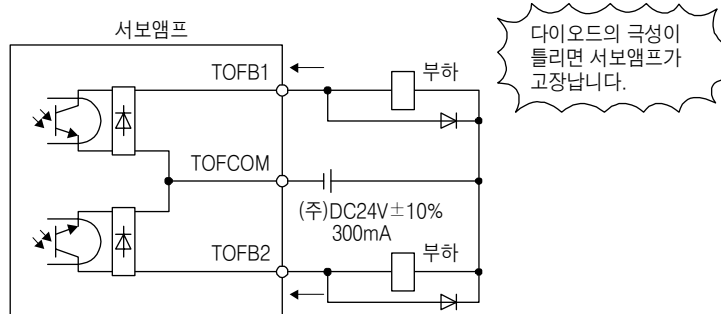 서보앰프
다이오드의 극성이
틀리면 서보앰프가
고장납니다.
TOFB1
부하
TOFCOM
(주)DC24V±10%
300mA
TOFB2
부하